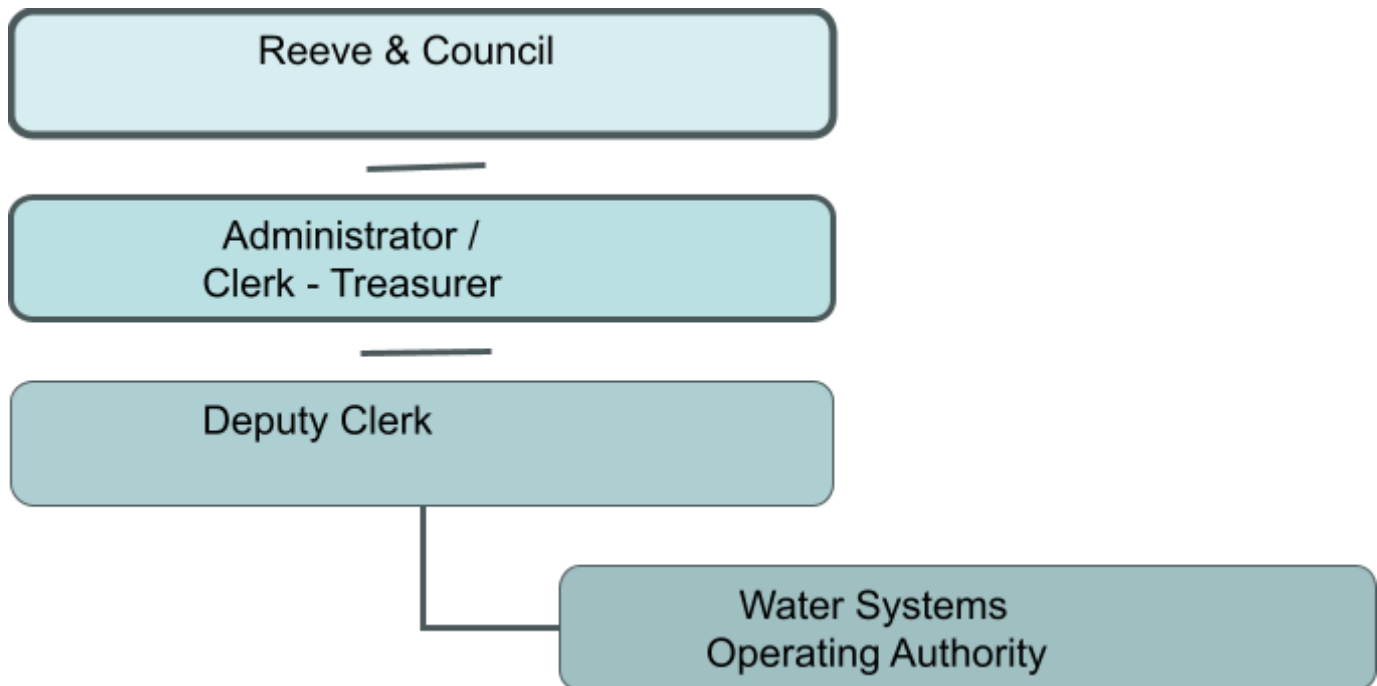 Reeve & Council
Administrator /
Clerk - Treasurer
Deputy Clerk
Water Systems
Operating Authority